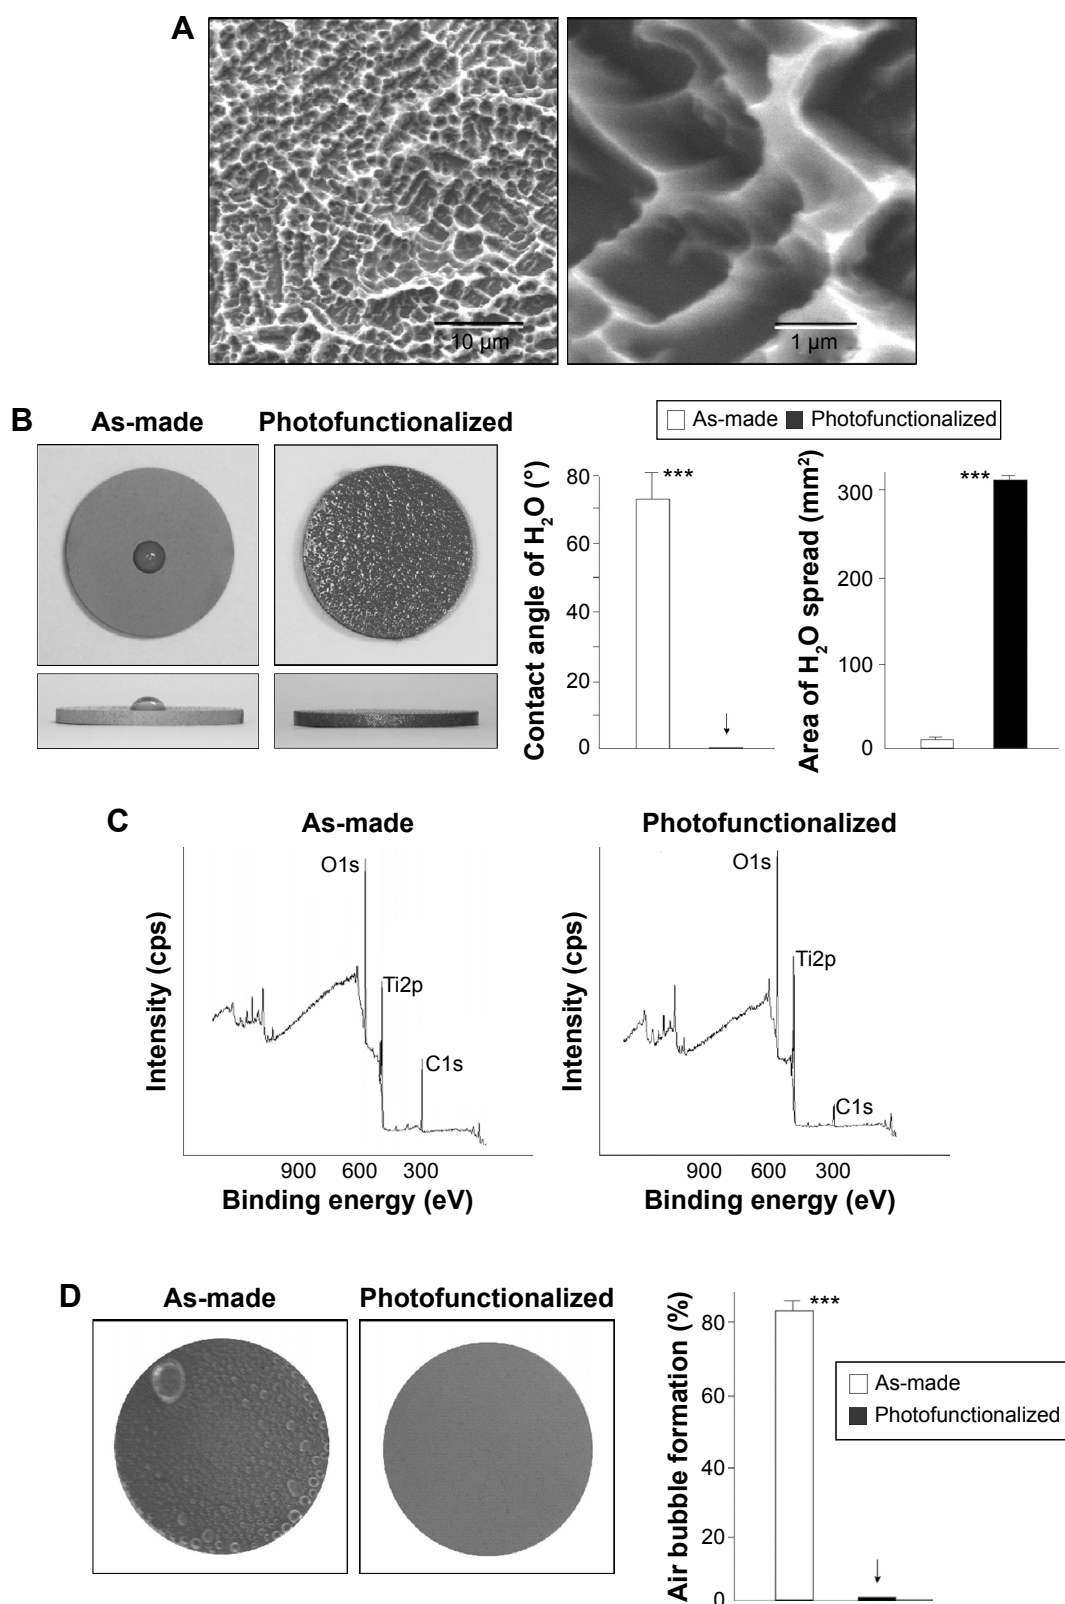 A
10 µm
1 µm
B
As-made
Photofunctionalized
As-made
Photofunctionalized
Contact angle of H₂O (°)
80
60
40
20
0
***
Area of H₂O spread (mm²)
300
200
100
0
***
C
As-made
Intensity (cps)
O1s
Ti2p
C1s
900 600 300
Binding energy (eV)
Photofunctionalized
Intensity (cps)
O1s
Ti2p
C1s
900 600 300
Binding energy (eV)
D
As-made
Photofunctionalized
Air bubble formation (%)
80
60
40
20
0
***
As-made
Photofunctionalized